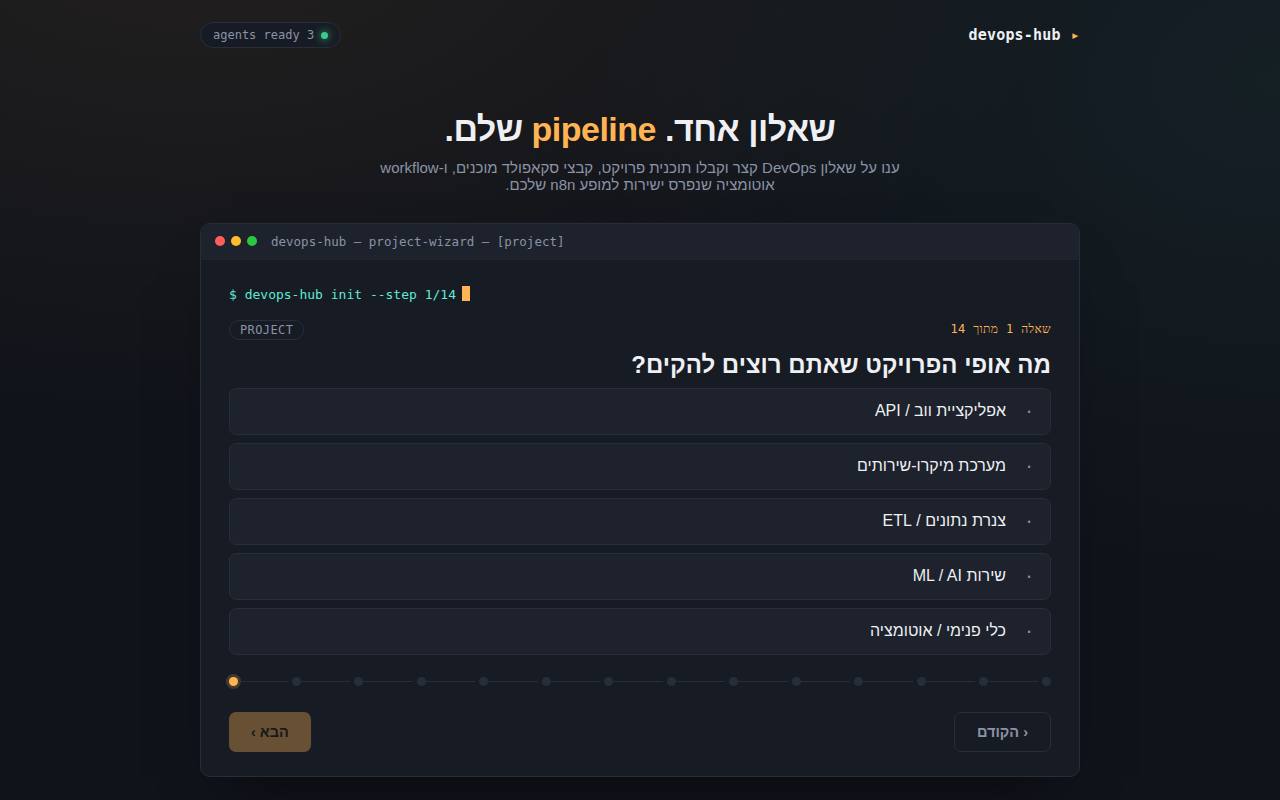 devops-hub ▸
agents ready 3
שאלון אחד. pipeline שלם.
ענו על שאלון DevOps קצר וקבלו תוכנית פרויקט, קבצי סקאפולד מוכנים, ו-workflow
אוטומציה שנפרס ישירות למופע n8n שלכם.
devops-hub — project-wizard — [project]
$ devops-hub init --step 1/14
שאלה 1 מתוך 14
PROJECT
מה אופי הפרויקט שאתם רוצים להקים?
· אפליקציית ווב / API
· מערכת מיקרו-שירותים
· צנרת נתונים / ETL
· שירות ML / AI
· כלי פנימי / אוטומציה
‹ הקודם
הבא ›